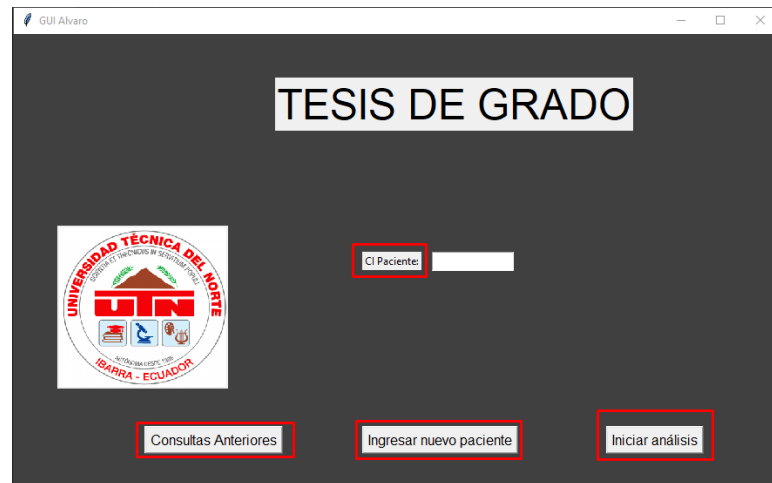 GUI Alvaro
TESIS DE GRADO
UNIVERSIDAD TÉCNICA DEL NORTE
UTN
IBARRA - ECUADOR
CI Paciente:
Consultas Anteriores
Ingresar nuevo paciente
Iniciar análisis